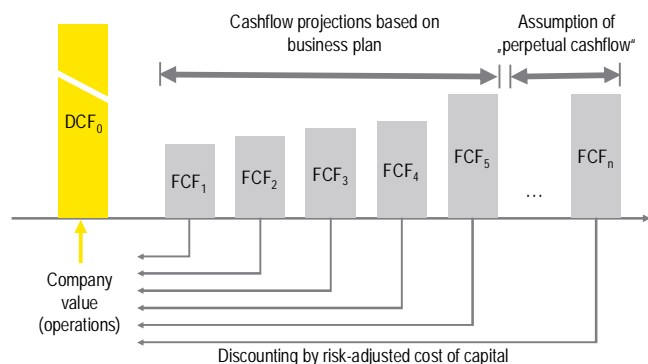 Cashflow projections based on
business plan
Assumption of
„perpetual cashflow“
DCF₀
FCF₁
FCF₂
FCF₃
FCF₄
FCF₅
...
FCFₙ
Company
value
(operations)
Discounting by risk-adjusted cost of capital